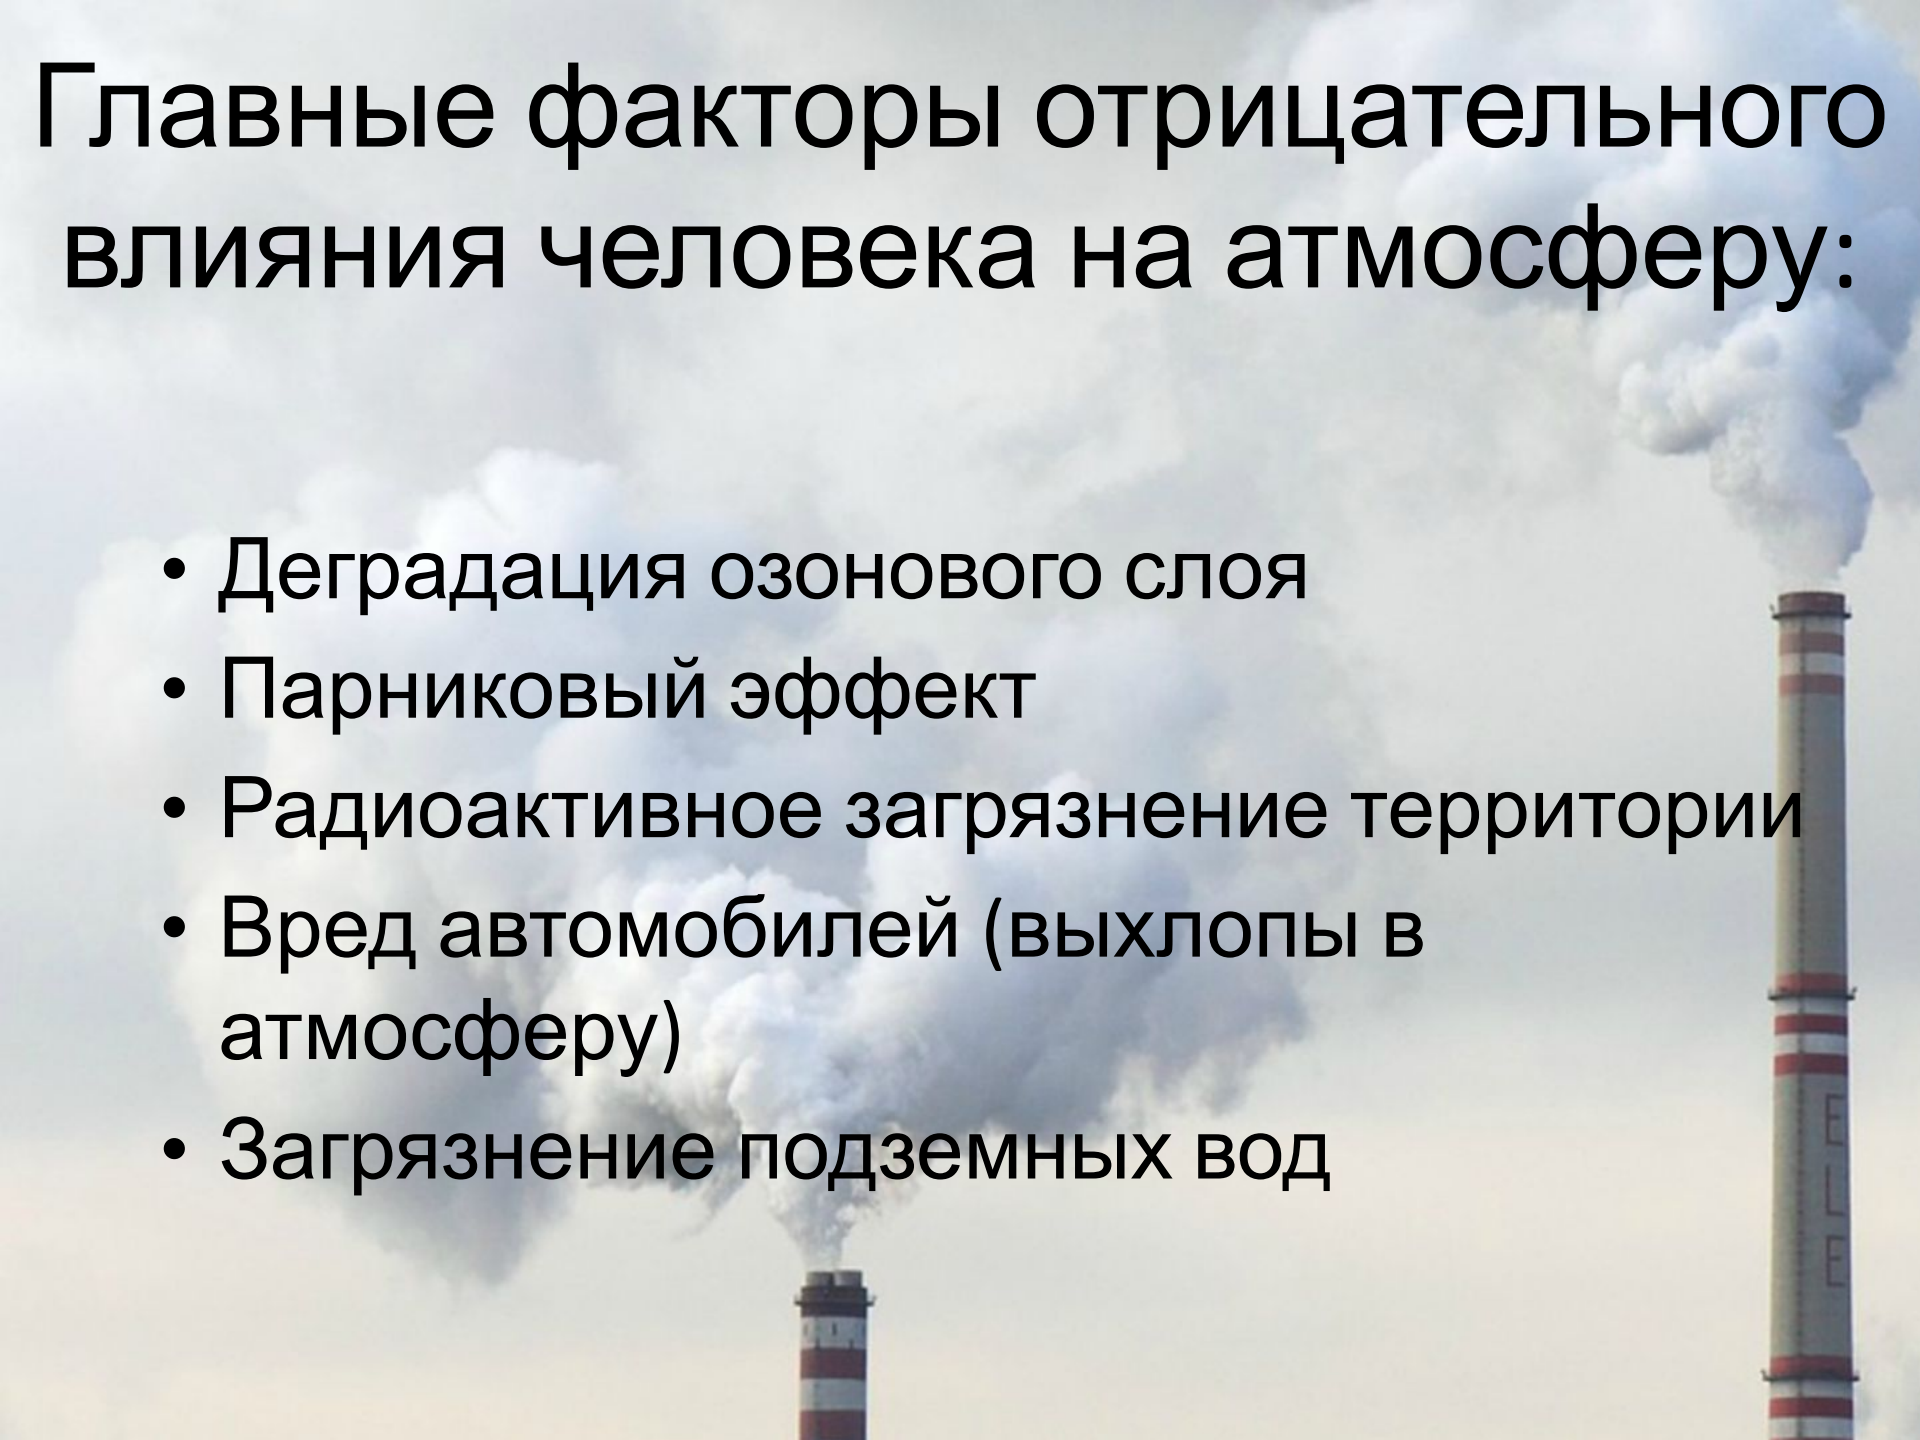 Главные факторы отрицательного
влияния человека на атмосферу:
• Деградация озонового слоя
• Парниковый эффект
• Радиоактивное загрязнение территории
• Вред автомобилей (выхлопы в
атмосферу)
• Загрязнение подземных вод
E
L
E